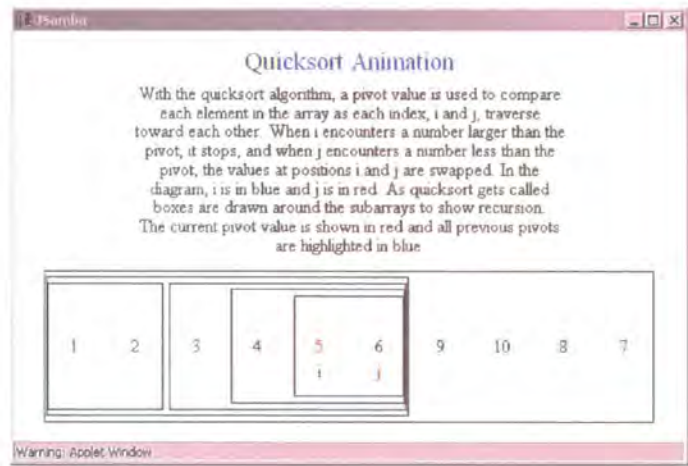 JSamba
Quicksort Animation
With the quicksort algorithm, a pivot value is used to compare
each element in the array as each index, i and j, traverse
toward each other. When i encounters a number larger than the
pivot, it stops, and when j encounters a number less than the
pivot, the values at positions i and j are swapped. In the
diagram, i is in blue and j is in red. As quicksort gets called
boxes are drawn around the subarrays to show recursion.
The current pivot value is shown in red and all previous pivots
are highlighted in blue
1 2 3 4 5 6 9 10 8 7
i j
Warning: Applet Window